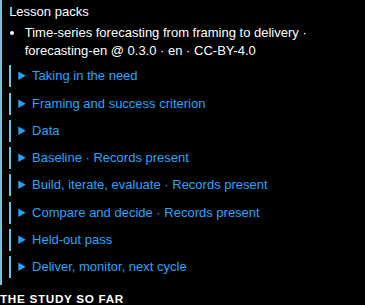 Lesson packs
• Time-series forecasting from framing to delivery ·
forecasting-en @ 0.3.0 · en · CC-BY-4.0
▶ Taking in the need
▶ Framing and success criterion
▶ Data
▶ Baseline · Records present
▶ Build, iterate, evaluate · Records present
▶ Compare and decide · Records present
▶ Held-out pass
▶ Deliver, monitor, next cycle
THE STUDY SO FAR